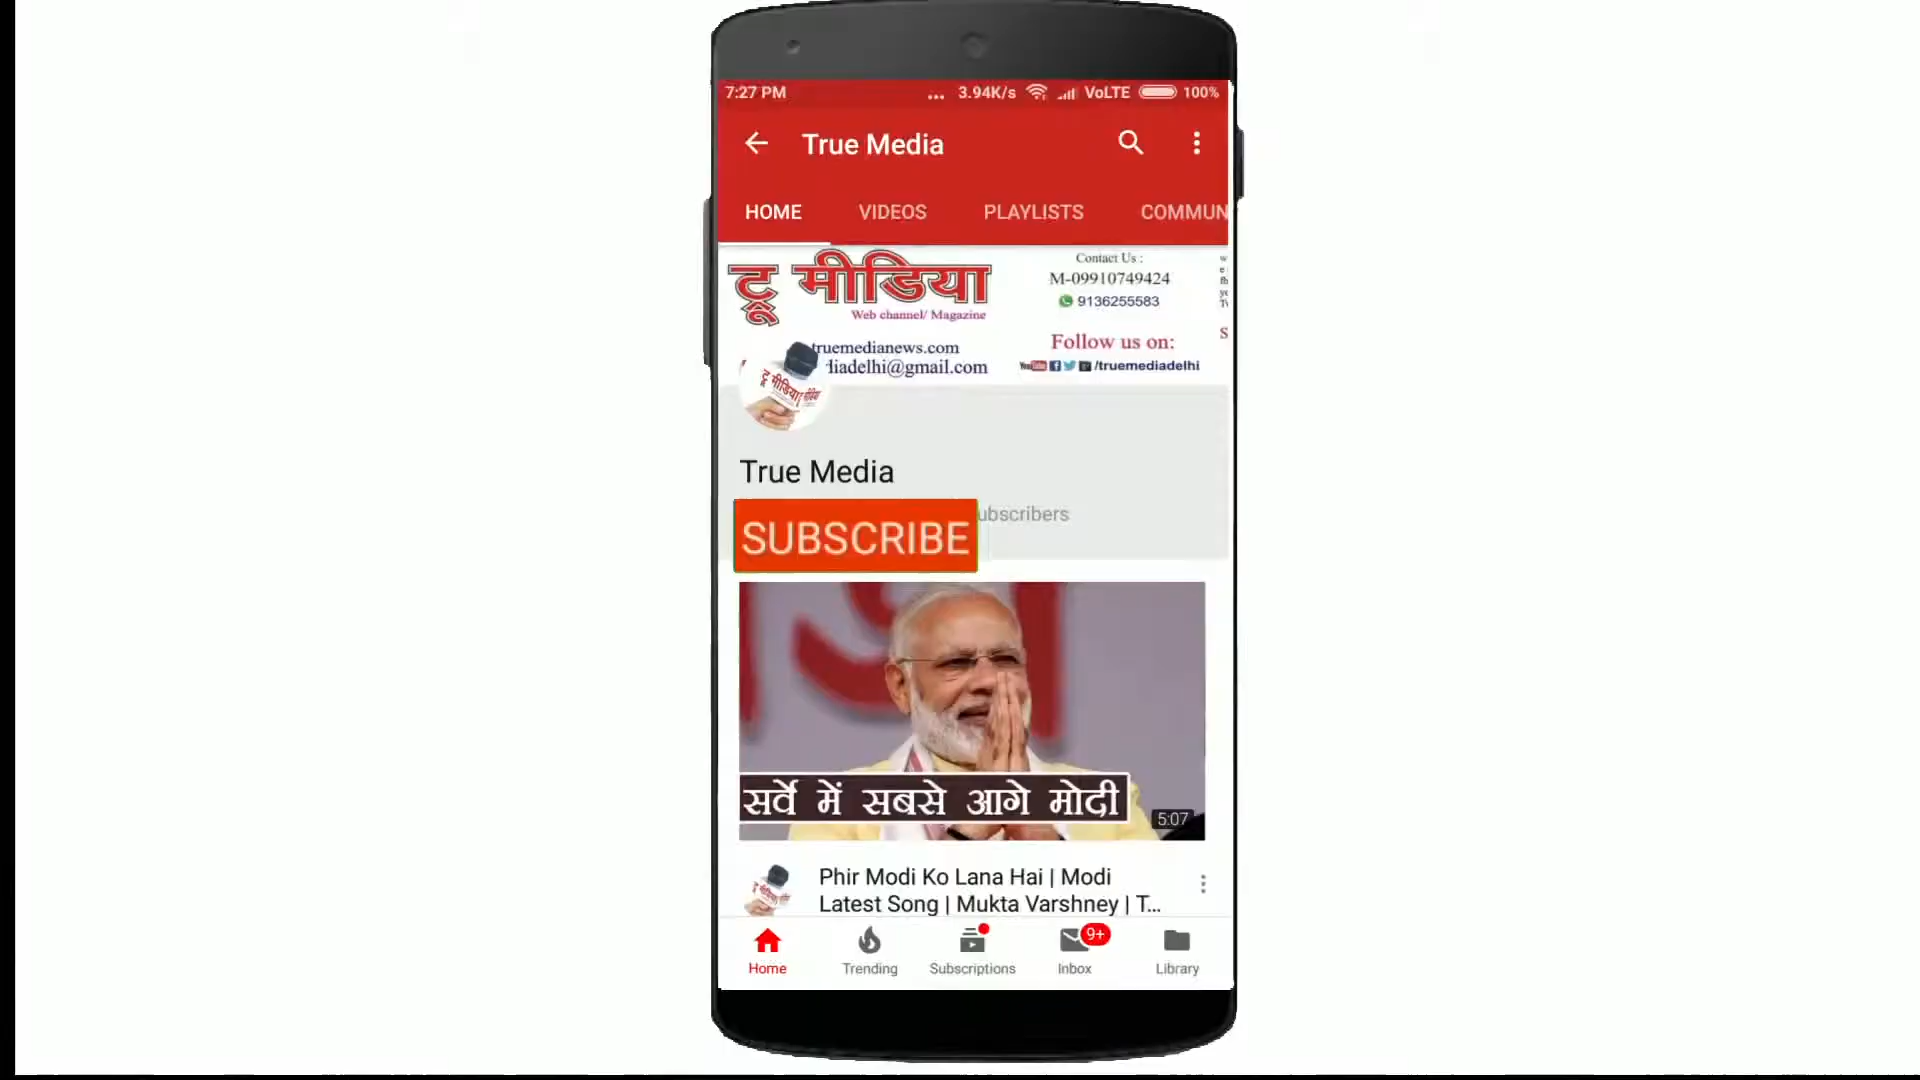 7:27 PM ... 3.94K/s VoLTE 100%
True Media
HOME VIDEOS PLAYLISTS COMMUN
ट्रू मीडिया
Web channel/ Magazine
truemedianews.com
diadelhi@gmail.com
Contact Us :
M-09910749424
9136255583
Follow us on:
YouTube /truemediadelhi
ट्रू मीडिया
True Media
SUBSCRIBE ubscribers
सर्वे में सबसे आगे मोदी
5:07
Phir Modi Ko Lana Hai | Modi
Latest Song | Mukta Varshney | T...
9+
Home Trending Subscriptions Inbox Library